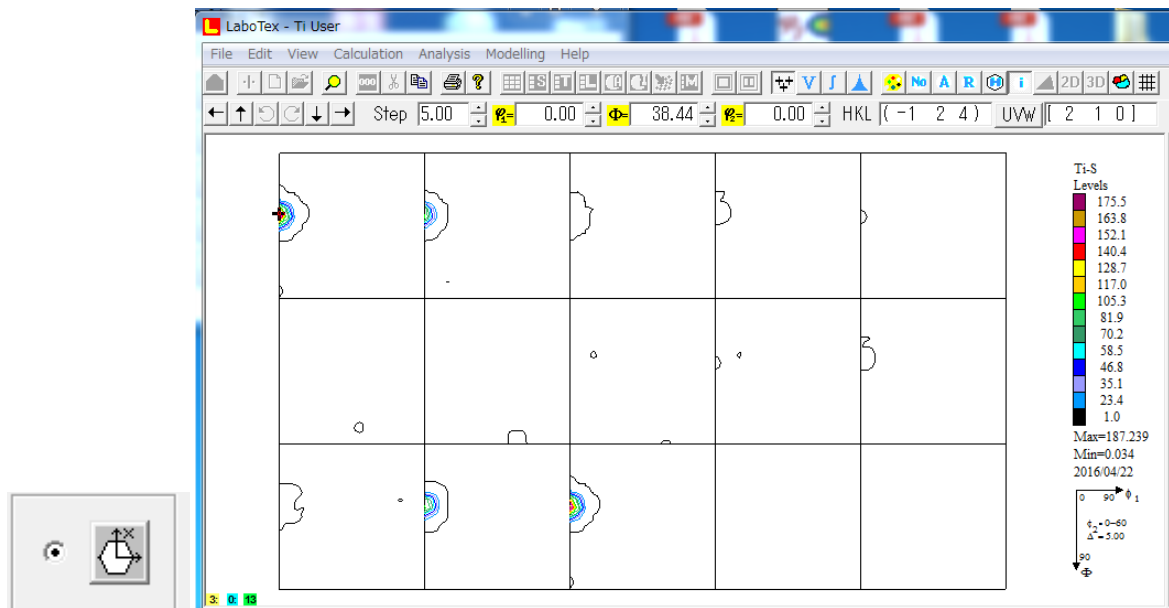 LaboTex - Ti User
File Edit View Calculation Analysis Modelling Help
No A R H i 2D 3D
Step 5.00 φ1= 0.00 Φ= 38.44 φ2= 0.00 HKL (-1 2 4) UVW [ 2 1 0]
Ti-S
Levels
175.5
163.8
152.1
140.4
128.7
117.0
105.3
81.9
70.2
58.5
46.8
35.1
23.4
1.0
Max=187.239
Min=0.034
2016/04/22
0 90 ϕ1
ϕ2=0-60
Δ=5.00
90
Φ
X
3: 0: 13